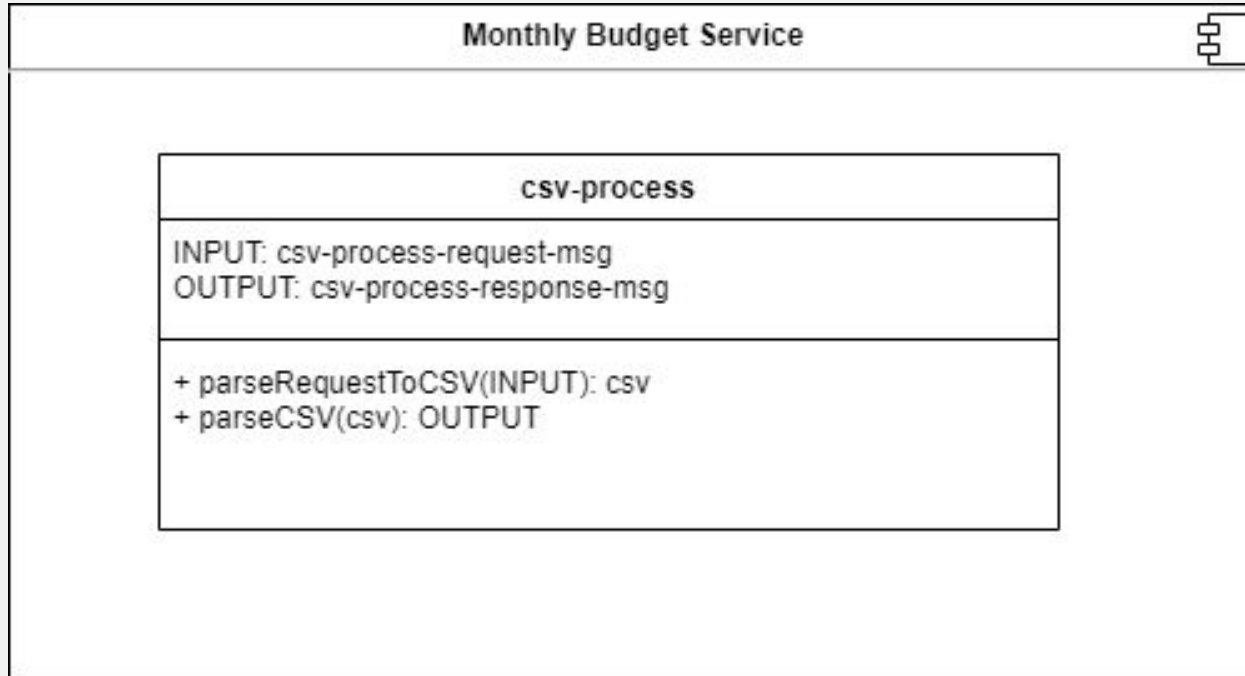 Monthly Budget Service
csv-process
INPUT: csv-process-request-msg
OUTPUT: csv-process-response-msg
+ parseRequestToCSV(INPUT): csv
+ parseCSV(csv): OUTPUT